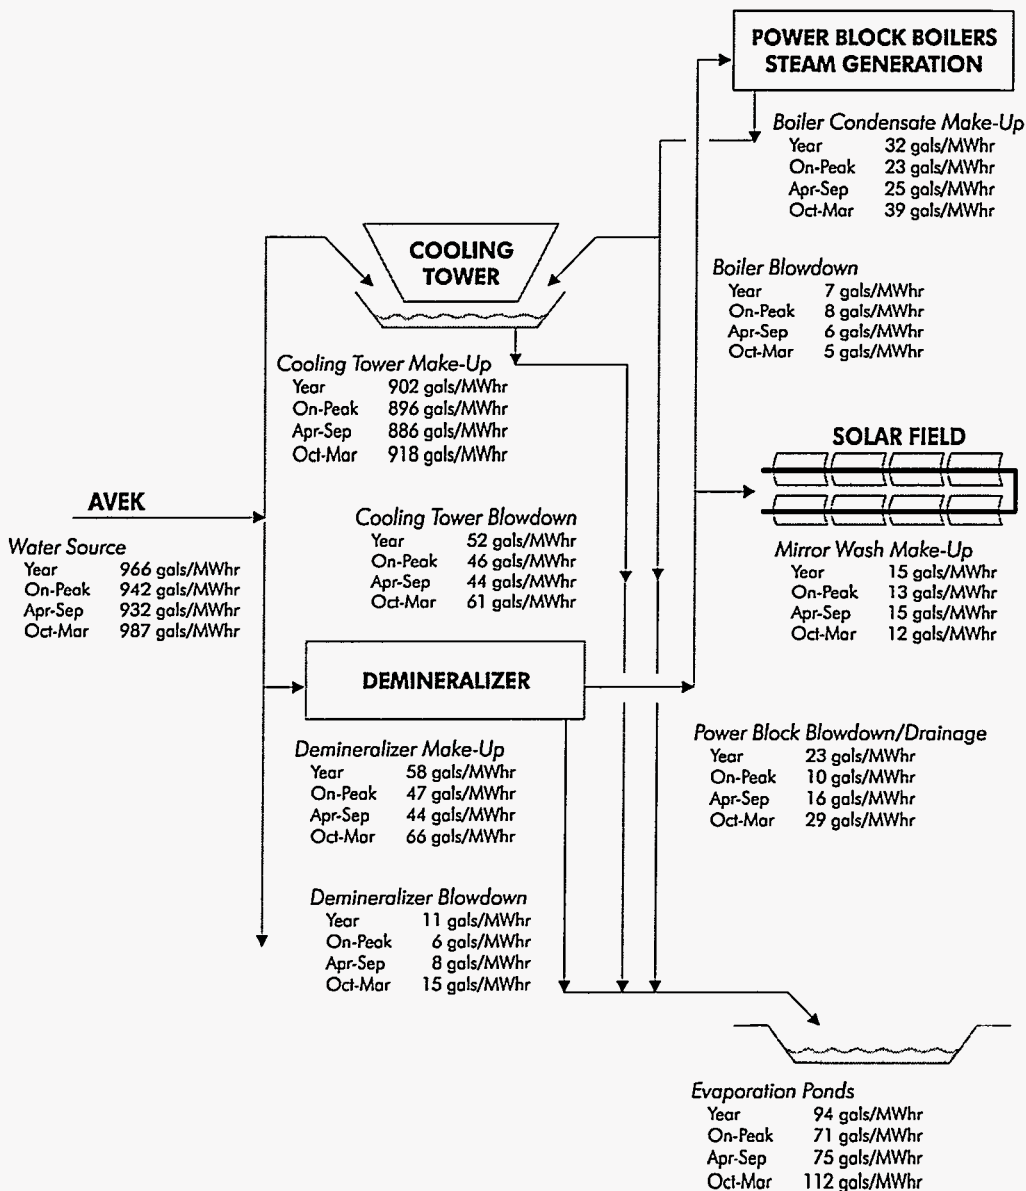 POWER BLOCK BOILERS
STEAM GENERATION
Boiler Condensate Make-Up
Year 32 gals/MWhr
On-Peak 23 gals/MWhr
Apr-Sep 25 gals/MWhr
Oct-Mar 39 gals/MWhr
COOLING
TOWER
Boiler Blowdown
Year 7 gals/MWhr
On-Peak 8 gals/MWhr
Apr-Sep 6 gals/MWhr
Oct-Mar 5 gals/MWhr
Cooling Tower Make-Up
Year 902 gals/MWhr
On-Peak 896 gals/MWhr
Apr-Sep 886 gals/MWhr
Oct-Mar 918 gals/MWhr
SOLAR FIELD
AVEK
Water Source
Year 966 gals/MWhr
On-Peak 942 gals/MWhr
Apr-Sep 932 gals/MWhr
Oct-Mar 987 gals/MWhr
Cooling Tower Blowdown
Year 52 gals/MWhr
On-Peak 46 gals/MWhr
Apr-Sep 44 gals/MWhr
Oct-Mar 61 gals/MWhr
Mirror Wash Make-Up
Year 15 gals/MWhr
On-Peak 13 gals/MWhr
Apr-Sep 15 gals/MWhr
Oct-Mar 12 gals/MWhr
DEMINERALIZER
Demineralizer Make-Up
Year 58 gals/MWhr
On-Peak 47 gals/MWhr
Apr-Sep 44 gals/MWhr
Oct-Mar 66 gals/MWhr
Power Block Blowdown/Drainage
Year 23 gals/MWhr
On-Peak 10 gals/MWhr
Apr-Sep 16 gals/MWhr
Oct-Mar 29 gals/MWhr
Demineralizer Blowdown
Year 11 gals/MWhr
On-Peak 6 gals/MWhr
Apr-Sep 8 gals/MWhr
Oct-Mar 15 gals/MWhr
Evaporation Ponds
Year 94 gals/MWhr
On-Peak 71 gals/MWhr
Apr-Sep 75 gals/MWhr
Oct-Mar 112 gals/MWhr